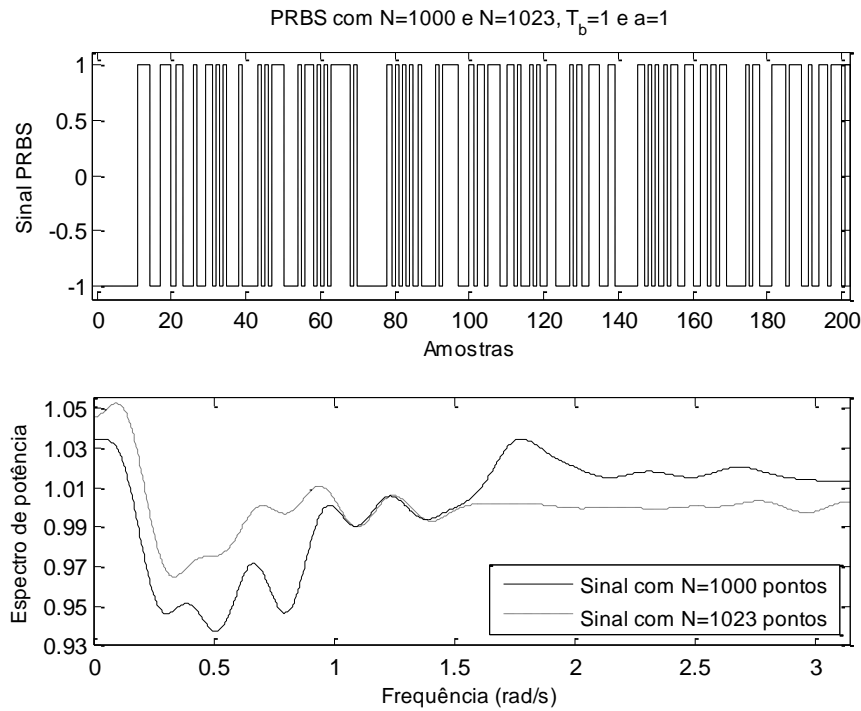 PRBS com N=1000 e N=1023, T_b=1 e a=1
1
0.5
0
-0.5
-1
Sinal PRBS
0 20 40 60 80 100 120 140 160 180 200
Amostras
1.05
1.03
1.01
0.99
0.97
0.95
0.93
Espectro de potência
Sinal com N=1000 pontos
Sinal com N=1023 pontos
0 0.5 1 1.5 2 2.5 3
Frequência (rad/s)